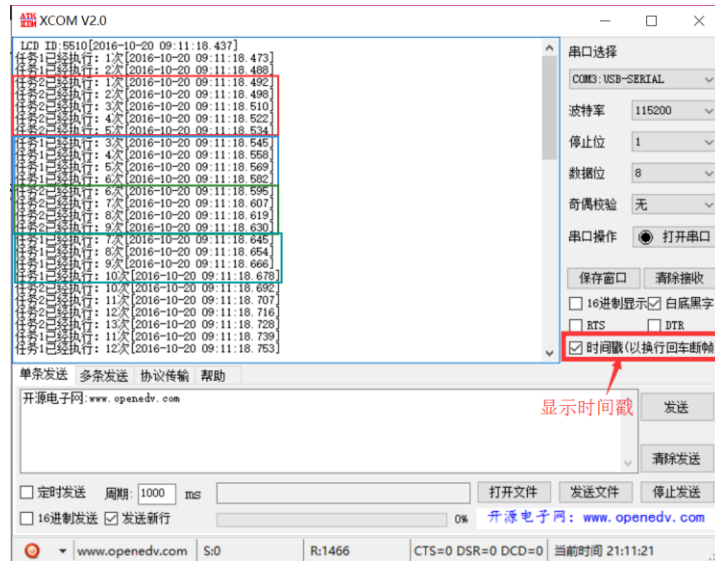 XCOM V2.0
LCD ID:5510[2016-10-20 09:11:18.437]
任务1已经执行: 1次[2016-10-20 09:11:18.473]
任务1已经执行: 2次[2016-10-20 09:11:18.488]
任务2已经执行: 1次[2016-10-20 09:11:18.492]
任务2已经执行: 2次[2016-10-20 09:11:18.498]
任务2已经执行: 3次[2016-10-20 09:11:18.510]
任务2已经执行: 4次[2016-10-20 09:11:18.522]
任务2已经执行: 5次[2016-10-20 09:11:18.534]
任务1已经执行: 3次[2016-10-20 09:11:18.545]
任务1已经执行: 4次[2016-10-20 09:11:18.558]
任务1已经执行: 5次[2016-10-20 09:11:18.569]
任务1已经执行: 6次[2016-10-20 09:11:18.582]
任务2已经执行: 6次[2016-10-20 09:11:18.595]
任务2已经执行: 7次[2016-10-20 09:11:18.607]
任务2已经执行: 8次[2016-10-20 09:11:18.619]
任务2已经执行: 9次[2016-10-20 09:11:18.630]
任务1已经执行: 7次[2016-10-20 09:11:18.645]
任务1已经执行: 8次[2016-10-20 09:11:18.654]
任务1已经执行: 9次[2016-10-20 09:11:18.666]
任务1已经执行: 10次[2016-10-20 09:11:18.678]
任务2已经执行: 10次[2016-10-20 09:11:18.692]
任务2已经执行: 11次[2016-10-20 09:11:18.707]
任务2已经执行: 12次[2016-10-20 09:11:18.716]
任务2已经执行: 13次[2016-10-20 09:11:18.728]
任务1已经执行: 11次[2016-10-20 09:11:18.739]
任务1已经执行: 12次[2016-10-20 09:11:18.753]
串口选择
COM3:USB-SERIAL
波特率 115200
停止位 1
数据位 8
奇偶校验 无
串口操作 打开串口
保存窗口 清除接收
16进制显示 白底黑字
RTS DTR
时间戳(以换行回车断帧
显示时间戳
单条发送 多条发送 协议传输 帮助
开源电子网:www.openedv.com
发送
清除发送
定时发送 周期: 1000 ms 打开文件 发送文件 停止发送
16进制发送 发送新行 0% 开源电子网: www.openedv.com
www.openedv.com S:0 R:1466 CTS=0 DSR=0 DCD=0 当前时间 21:11:21